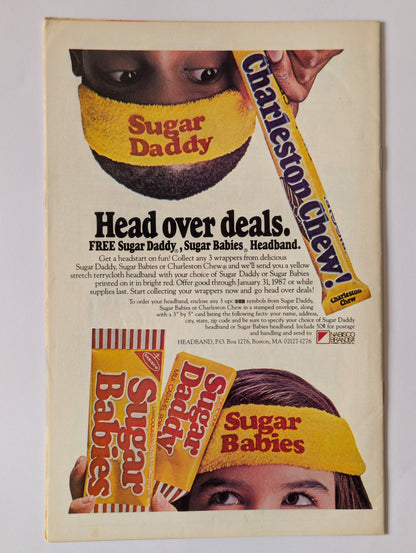 Sugar
Daddy
Charleston Chew!
Charleston
Chew
Head over deals.
FREE Sugar Daddy®, Sugar Babies® Headband.
Get a headstart on fun! Collect any 3 wrappers from delicious
Sugar Daddy, Sugar Babies or Charleston Chew® and we'll send you a yellow
stretch terrycloth headband with your choice of Sugar Daddy or Sugar Babies
printed on it in bright red. Offer good through January 31, 1987 or while
supplies last. Start collecting your wrappers now and go head over deals!
To order your headband, enclose any 3 UPC symbols from Sugar Daddy,
Sugar Babies or Charleston Chew in a stamped envelope, along
with a 3" by 5" card listing the following facts: your name, address,
city, state, zip code and be sure to specify your choice of Sugar Daddy
headband or Sugar Babies headband. Include 50¢ for postage
and handling and send to
HEADBAND, P.O. Box 1276, Boston, MA 02127-1276
NABISCO
BRANDS
Sugar
Babies
Sugar
Daddy
Sugar
Babies